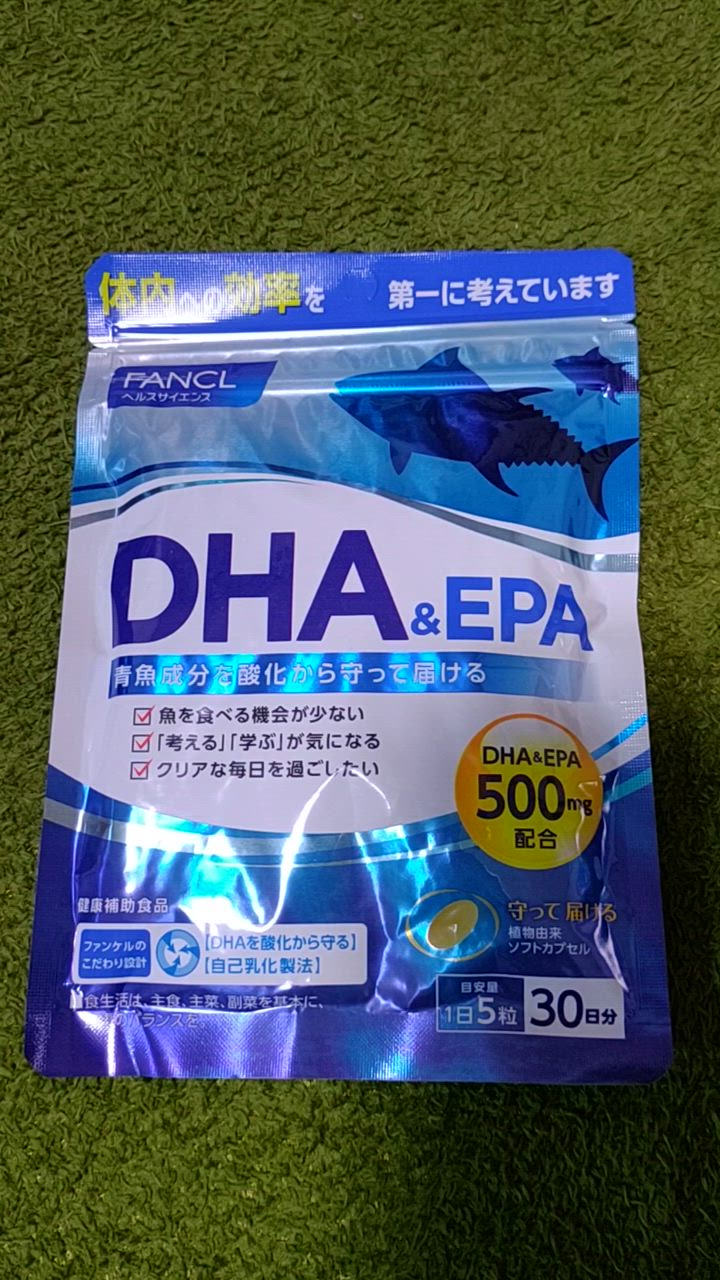 体内への効率を 第一に考えています
FANCL
ヘルスサイエンス
DHA&EPA
青魚成分を酸化から守って届ける
魚を食べる機会が少ない
「考える」「学ぶ」が気になる
クリアな毎日を過ごしたい
DHA&EPA
500mg
配合
健康補助食品
ファンケルの
こだわり設計
【DHAを酸化から守る】
【自己乳化製法】
守って届ける
植物由来
ソフトカプセル
食生活は、主食、主菜、副菜を基本に、
バランスを
目安量
1日5粒
30日分